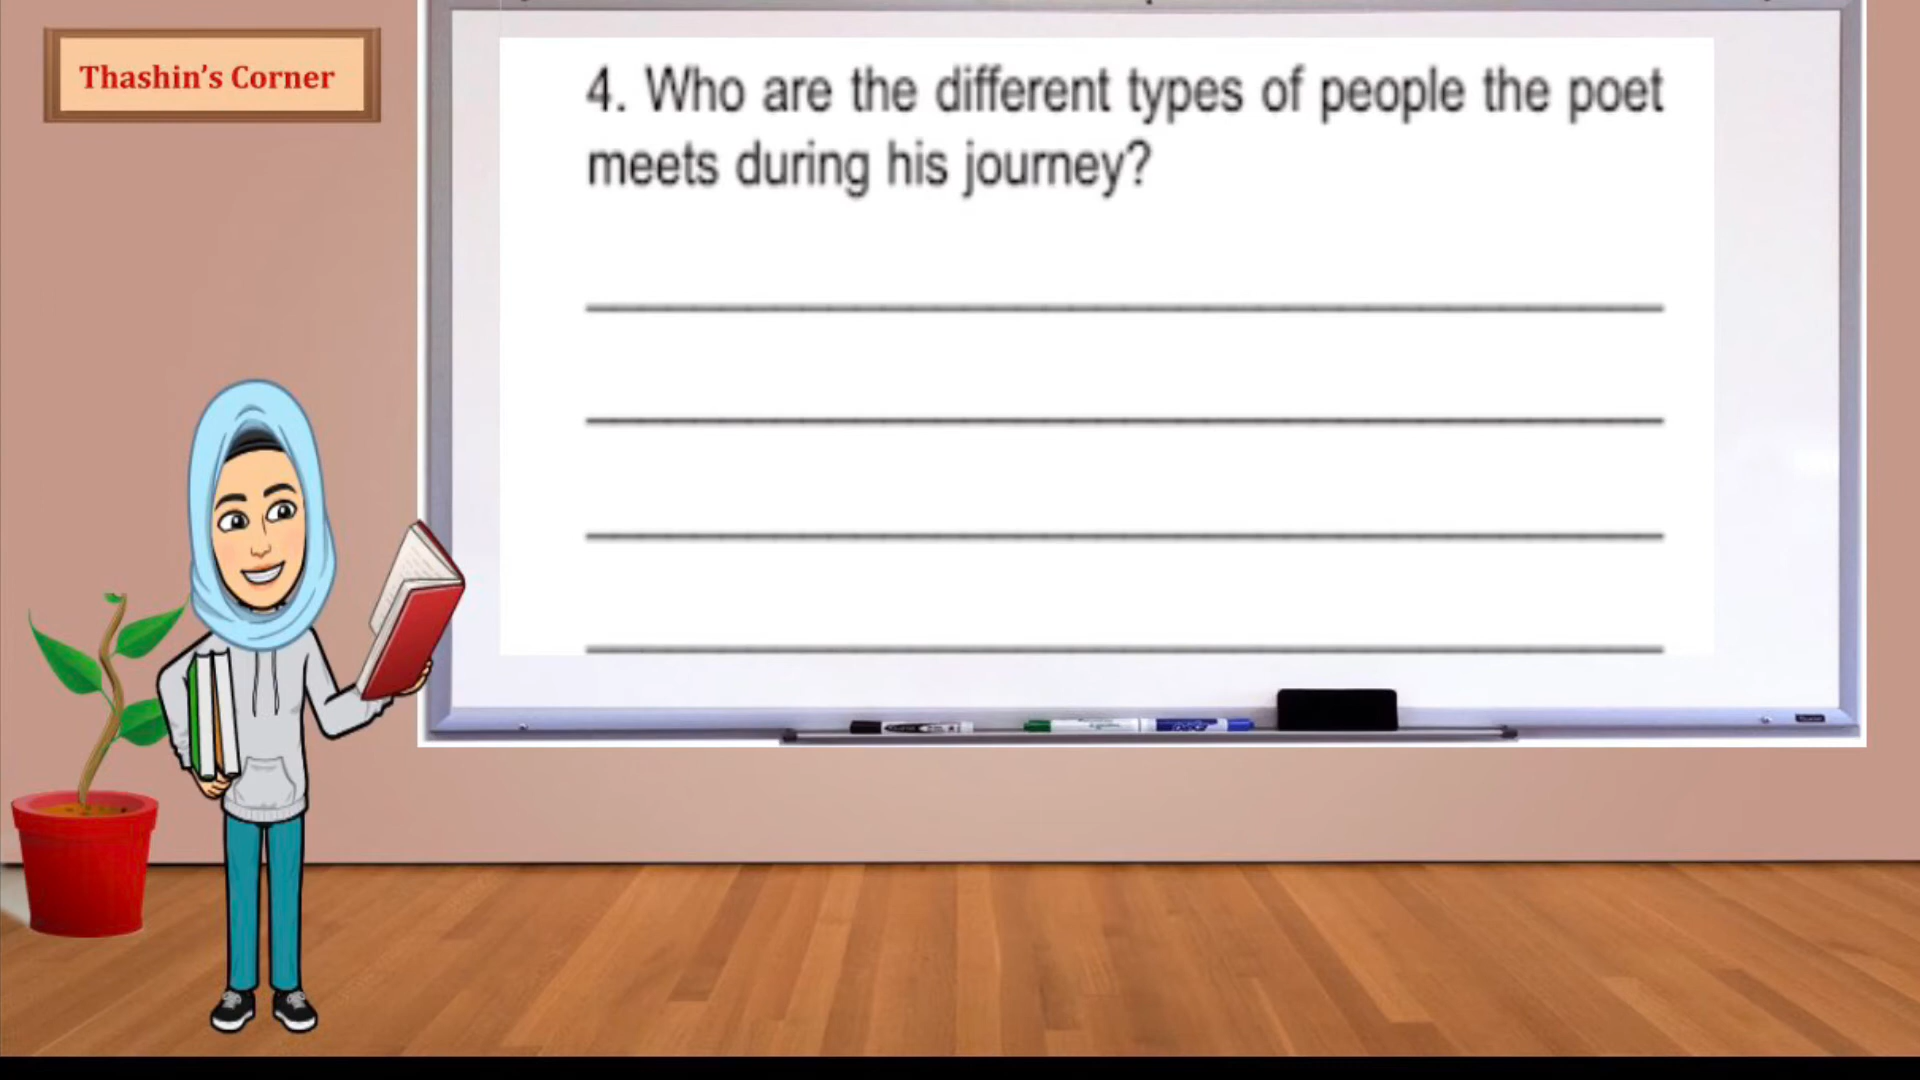 Thashin's Corner
4. Who are the different types of people the poet
meets during his journey?